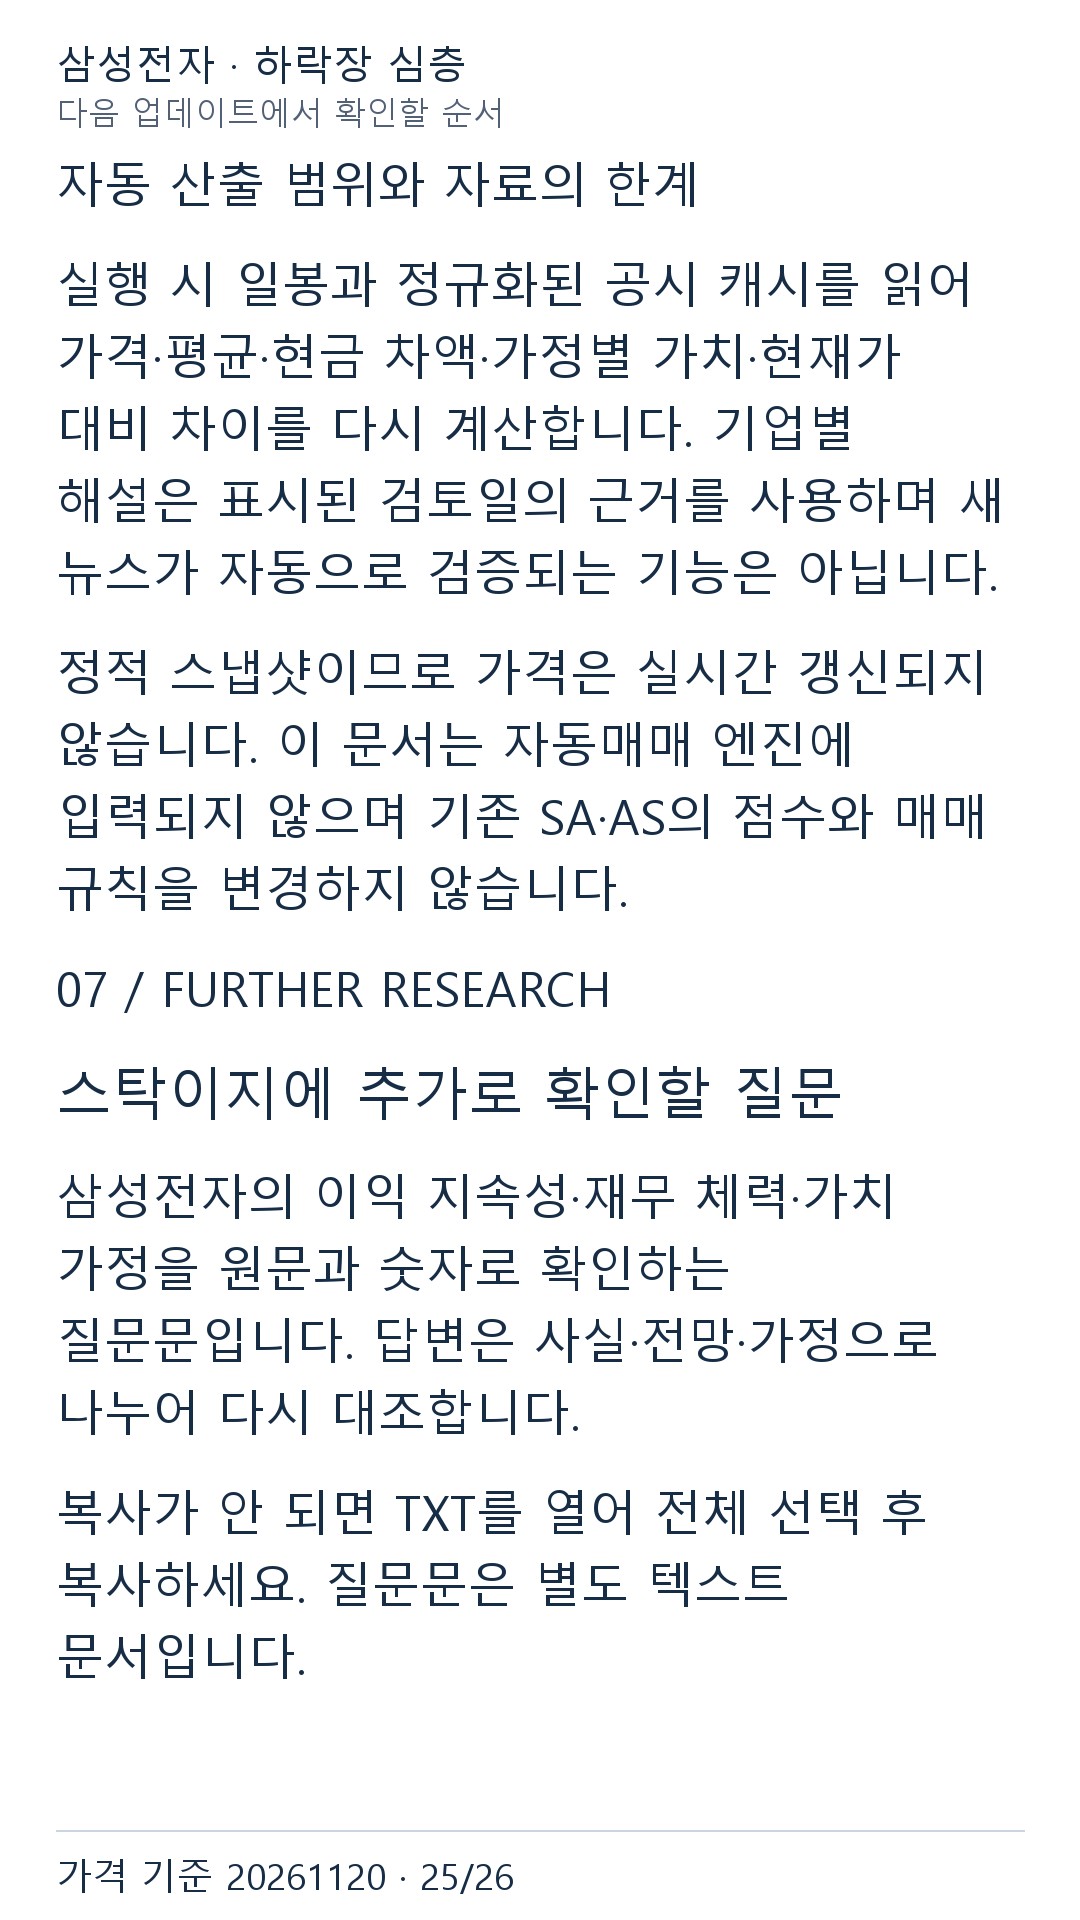 삼성전자 · 하락장 심층
다음 업데이트에서 확인할 순서
자동 산출 범위와 자료의 한계
실행 시 일봉과 정규화된 공시 캐시를 읽어
가격·평균·현금 차액·가정별 가치·현재가
대비 차이를 다시 계산합니다. 기업별
해설은 표시된 검토일의 근거를 사용하며 새
뉴스가 자동으로 검증되는 기능은 아닙니다.
정적 스냅샷이므로 가격은 실시간 갱신되지
않습니다. 이 문서는 자동매매 엔진에
입력되지 않으며 기존 SA·AS의 점수와 매매
규칙을 변경하지 않습니다.
07 / FURTHER RESEARCH
스탁이지에 추가로 확인할 질문
삼성전자의 이익 지속성·재무 체력·가치
가정을 원문과 숫자로 확인하는
질문문입니다. 답변은 사실·전망·가정으로
나누어 다시 대조합니다.
복사가 안 되면 TXT를 열어 전체 선택 후
복사하세요. 질문문은 별도 텍스트
문서입니다.
가격 기준 20261120 · 25/26